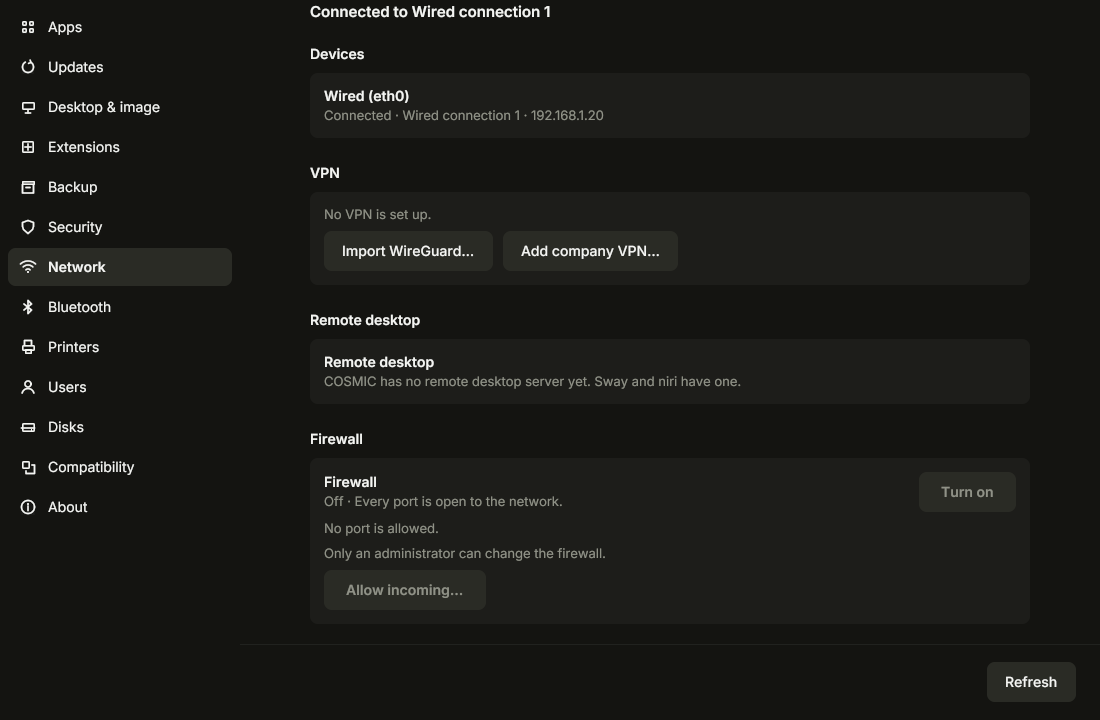 Apps
Updates
Desktop & image
Extensions
Backup
Security
Network
Bluetooth
Printers
Users
Disks
Compatibility
About
Connected to Wired connection 1
Devices
Wired (eth0)
Connected · Wired connection 1 · 192.168.1.20
VPN
No VPN is set up.
Import WireGuard...
Add company VPN...
Remote desktop
Remote desktop
COSMIC has no remote desktop server yet. Sway and niri have one.
Firewall
Firewall
Off · Every port is open to the network.
Turn on
No port is allowed.
Only an administrator can change the firewall.
Allow incoming...
Refresh